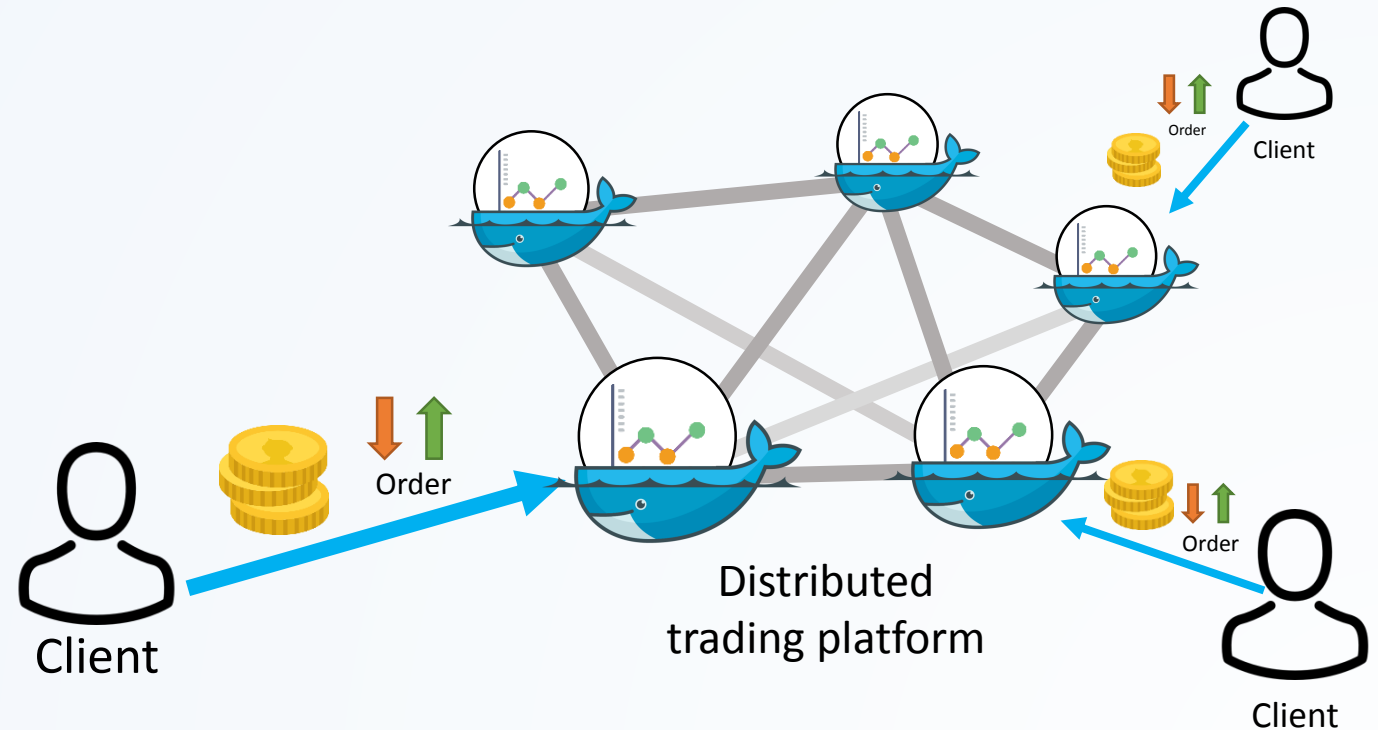 Order
Client
Order
Client
Order
Distributed
trading platform
Client